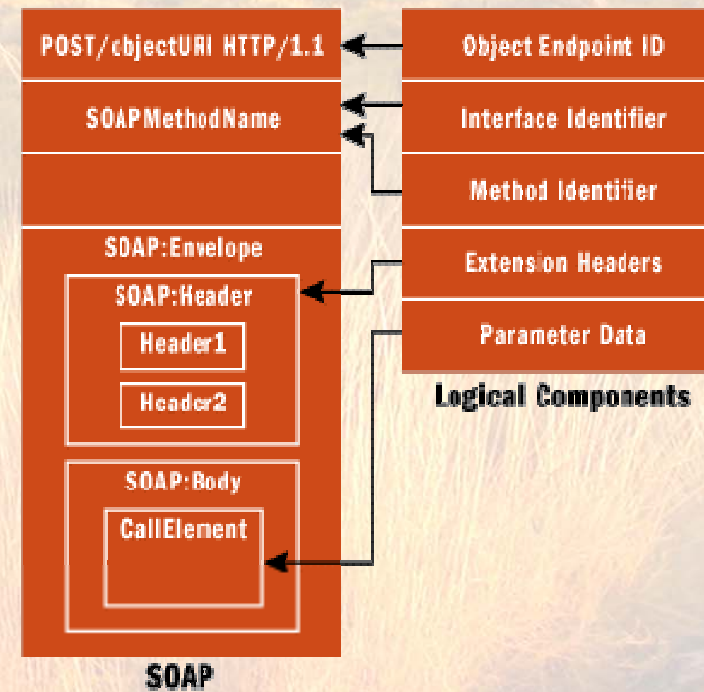 POST/objectURI HTTP/1.1
SOAPMethodName
SOAP:Envelope
SOAP:Header
Header1
Header2
SOAP:Body
CallElement
SOAP
Object Endpoint ID
Interface Identifier
Method Identifier
Extension Headers
Parameter Data
Logical Components